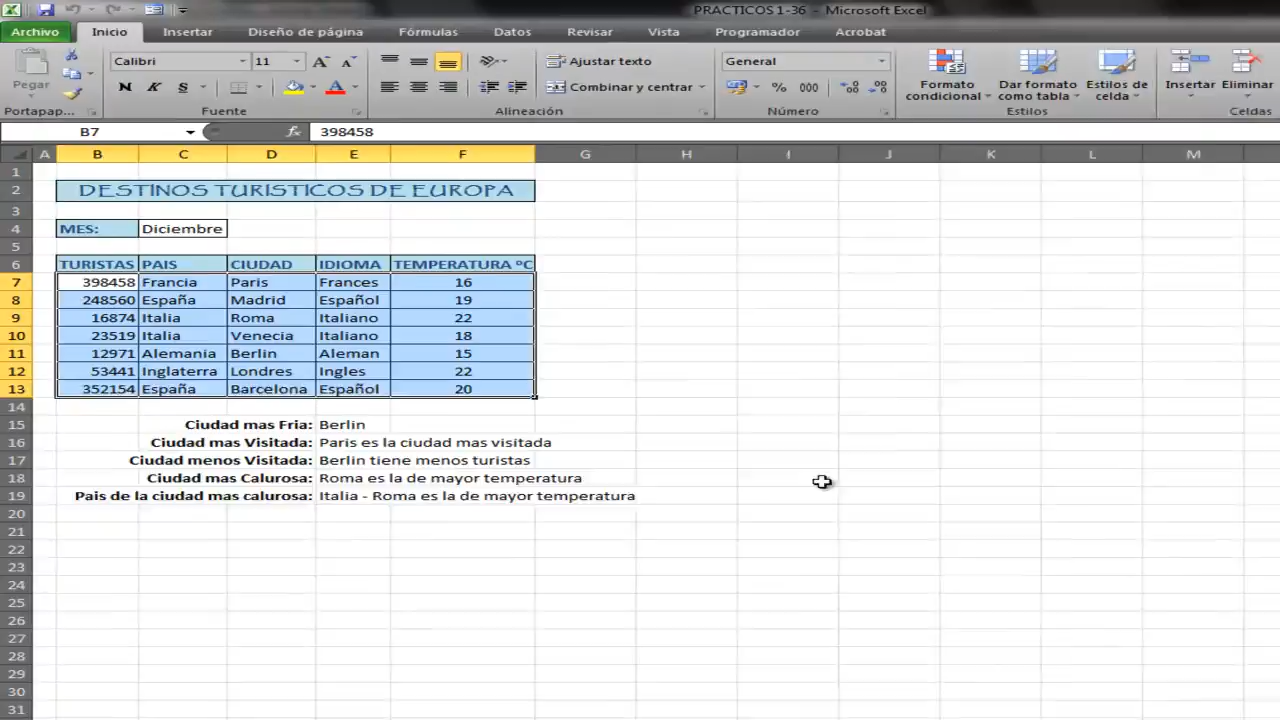 PRACTICOS 1-36 - Microsoft Excel
Archivo Inicio Insertar Diseño de página Fórmulas Datos Revisar Vista Programador Acrobat
Calibri 11 Ajustar texto General
Pegar N K S Combinar y centrar % 000 Formato condicional Dar formato como tabla Estilos de celda Insertar Eliminar
Portapap... Fuente Alineación Número Estilos Celdas
B7 fx 398458
A B C D E F G H I J K L M
1
2 DESTINOS TURISTICOS DE EUROPA
3
4 MES: Diciembre
5
6 TURISTAS PAIS CIUDAD IDIOMA TEMPERATURA ºC
7 398458 Francia Paris Frances 16
8 248560 España Madrid Español 19
9 16874 Italia Roma Italiano 22
10 23519 Italia Venecia Italiano 18
11 12971 Alemania Berlin Aleman 15
12 53441 Inglaterra Londres Ingles 22
13 352154 España Barcelona Español 20
14
15 Ciudad mas Fria: Berlin
16 Ciudad mas Visitada: Paris es la ciudad mas visitada
17 Ciudad menos Visitada: Berlin tiene menos turistas
18 Ciudad mas Calurosa: Roma es la de mayor temperatura
19 Pais de la ciudad mas calurosa: Italia - Roma es la de mayor temperatura
20
21
22
23
24
25
26
27
28
29
30
31